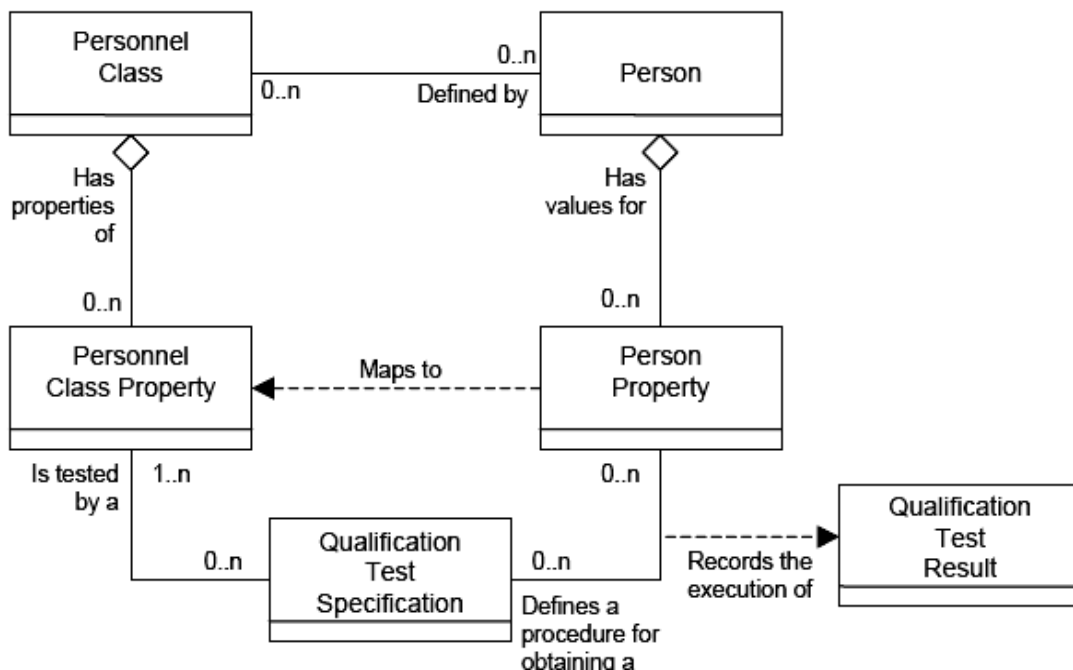 Personnel
Class
0..n
0..n
Defined by
Person
Has
properties
of
Has
values for
0..n
0..n
Personnel
Class Property
Maps to
Person
Property
Is tested
by a
1..n
0..n
0..n
Qualification
Test
Specification
0..n
Defines a
procedure for
obtaining a
Records the
execution of
Qualification
Test
Result